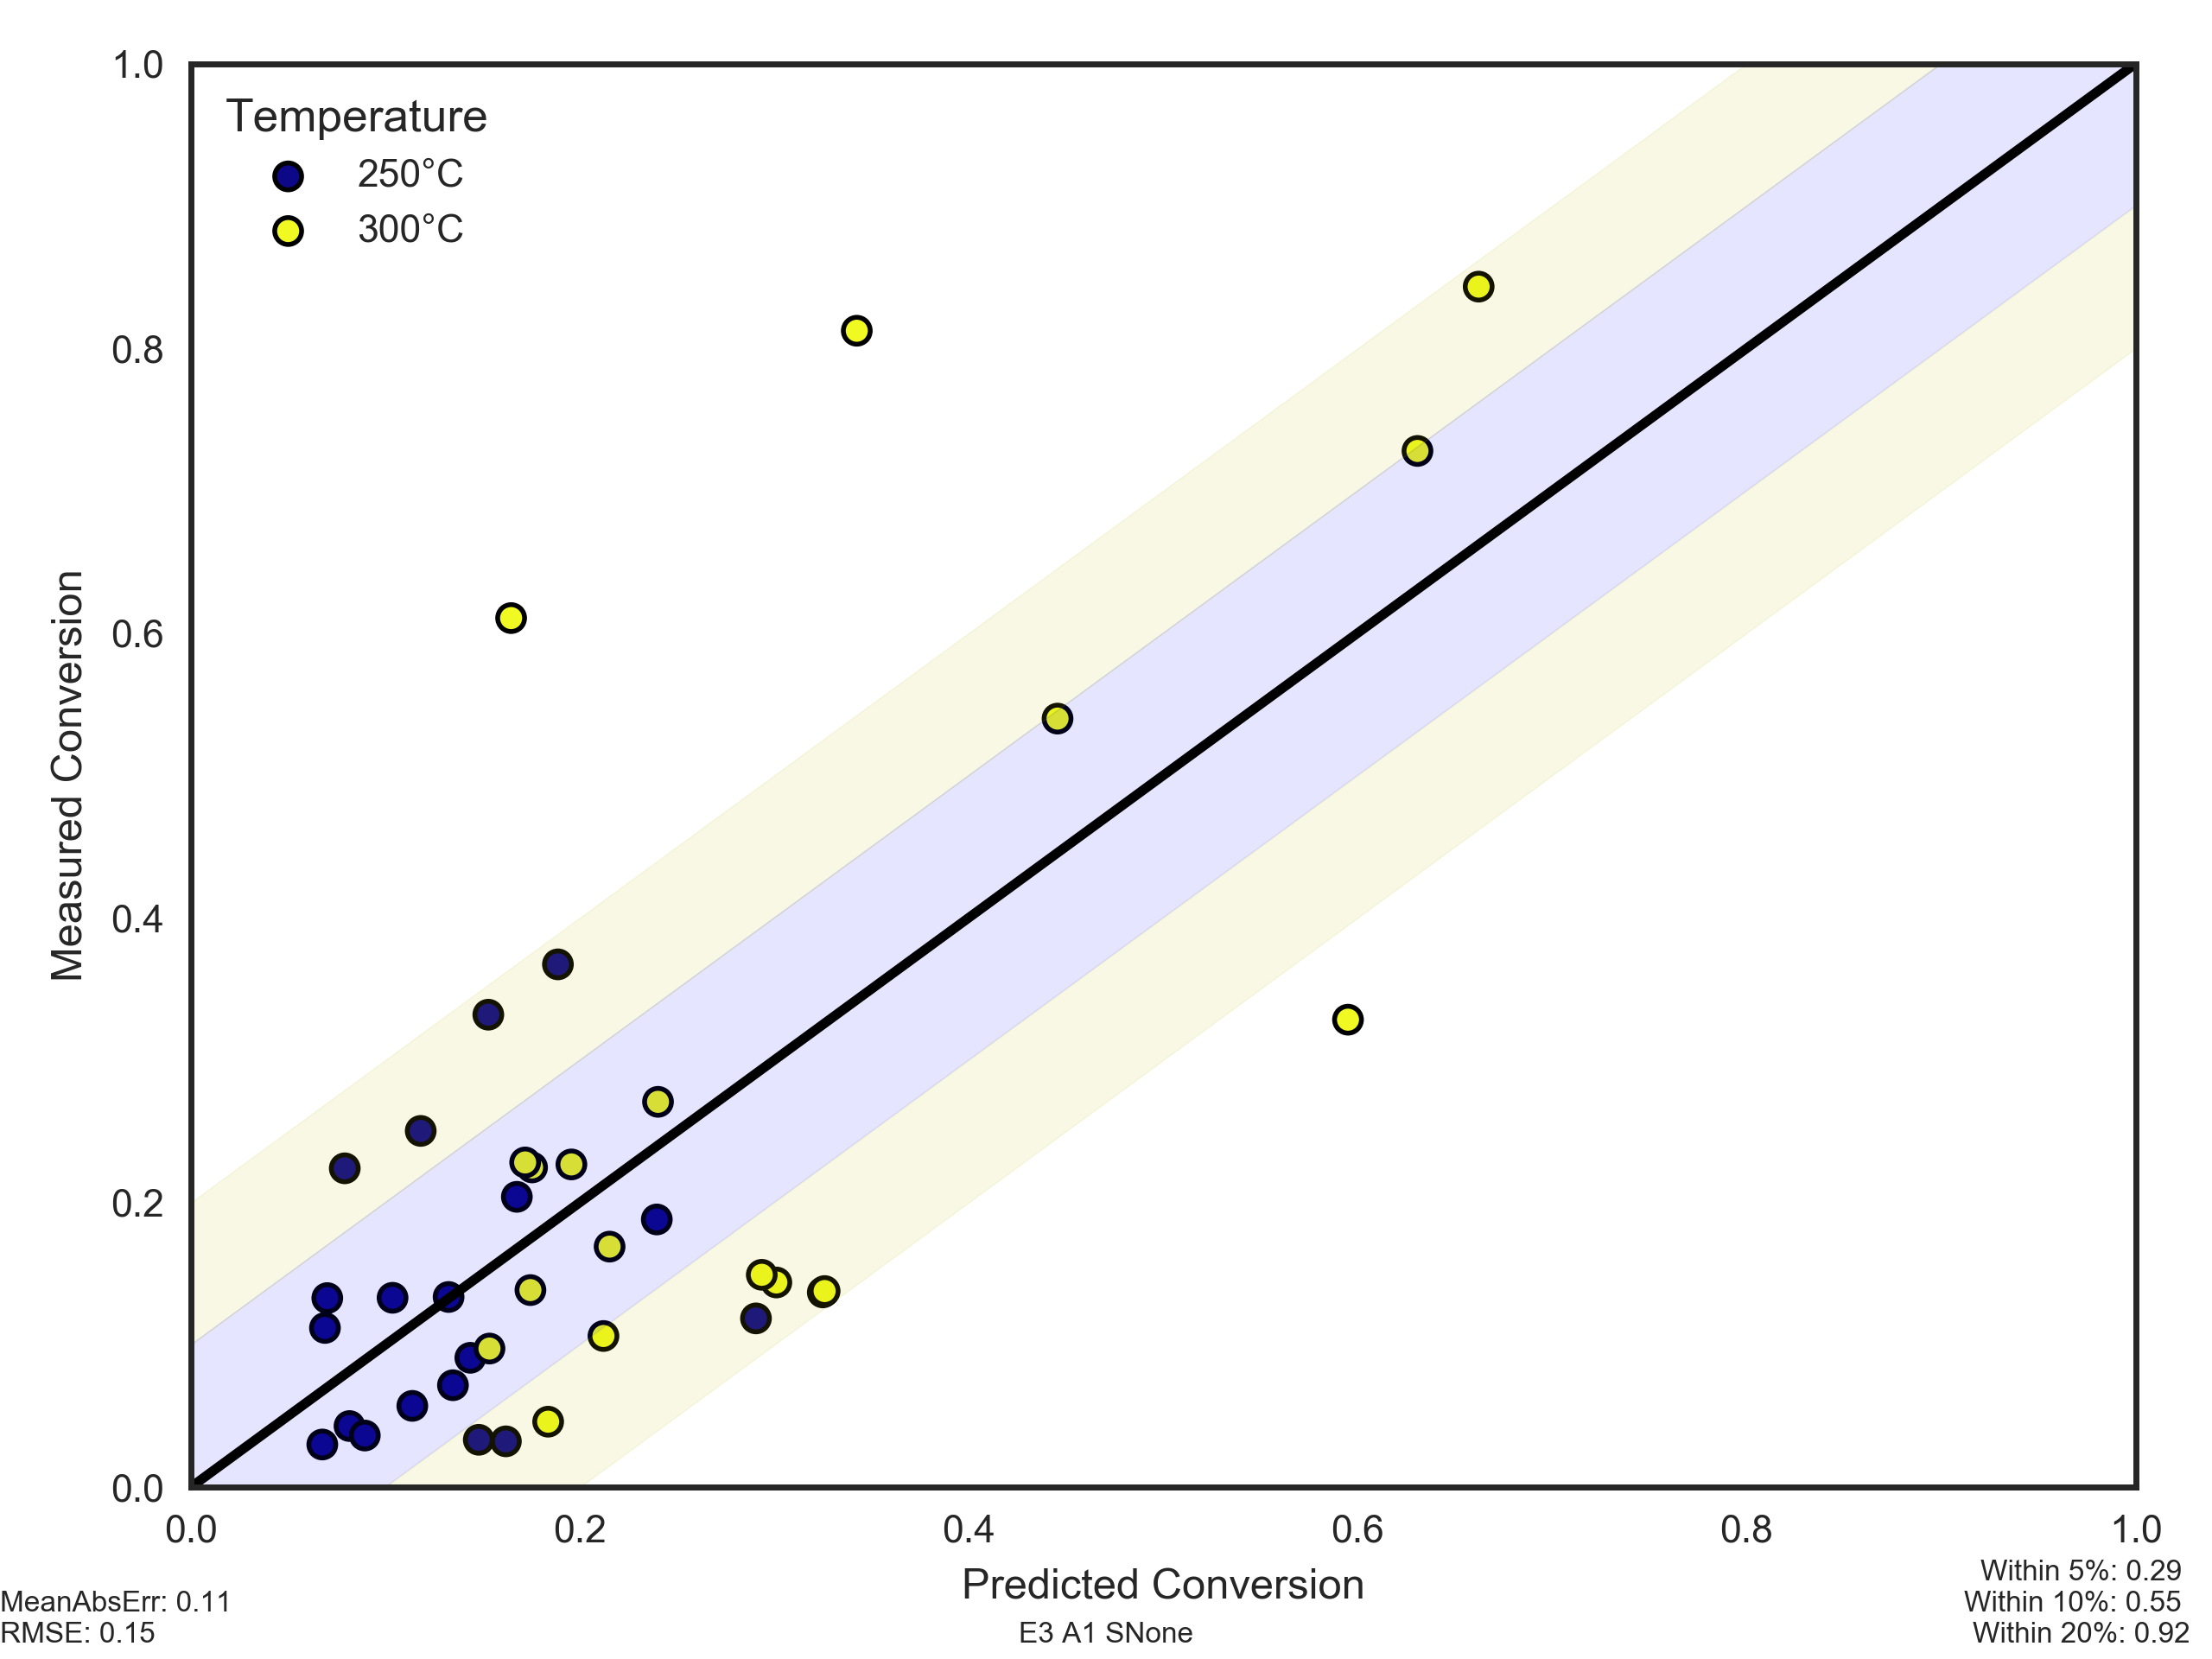 Temperature
250°C
300°C
Measured Conversion
1.0
0.8
0.6
0.4
0.2
0.0
0.0 0.2 0.4 0.6 0.8 1.0
Predicted Conversion
E3 A1 SNone
MeanAbsErr: 0.11
RMSE: 0.15
Within 5%: 0.29
Within 10%: 0.55
Within 20%: 0.92